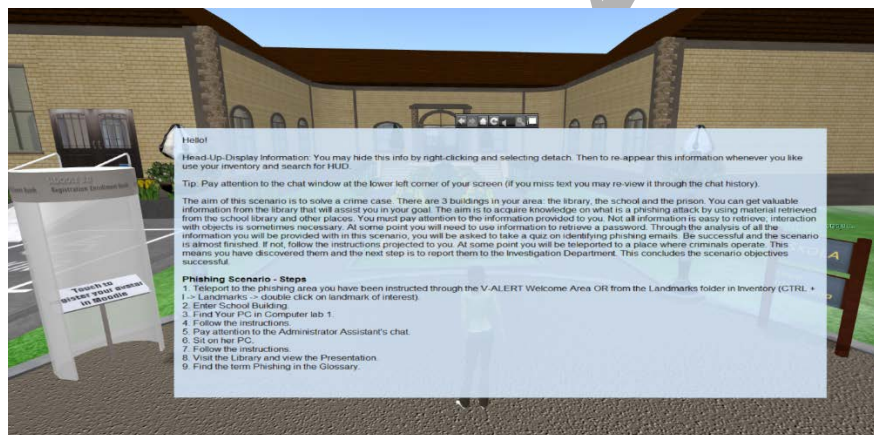 Hello!
Head-Up-Display Information: You may hide this info by right-clicking and selecting detach. Then to re-appear this information whenever you like
use your inventory and search for HUD.
Tip: Pay attention to the chat window at the lower left corner of your screen (if you miss text you may re-view it through the chat history).
The aim of this scenario is to solve a crime case. There are 3 buildings in your area: the library, the school and the prison. You can get valuable
information from the library that will assist you in your goal. The aim is to acquire knowledge on what is a phishing attack by using material retrieved
from the school library and other places. You must pay attention to the information provided to you. Not all information is easy to retrieve; interaction
with objects is sometimes necessary. At some point you will need to use information to retrieve a password. Through the analysis of all the
information you will be provided with in this scenario, you will be asked to take a quiz on identifying phishing emails. Be successful and the scenario
is almost finished. If not, follow the instructions projected to you. At some point you will be teleported to a place where criminals operate. This
means you have discovered them and the next step is to report them to the Investigation Department. This concludes the scenario objectives
successful.
Phishing Scenario - Steps
1. Teleport to the phishing area you have been instructed through the V-ALERT Welcome Area OR from the Landmarks folder in Inventory (CTRL +
I -> Landmarks -> double click on landmark of interest).
2. Enter School Building.
3. Find Your PC in Computer lab 1.
4. Follow the instructions.
5. Pay attention to the Administrator Assistant's chat.
6. Sit on her PC.
7. Follow the instructions.
8. Visit the Library and view the Presentation.
9. Find the term Phishing in the Glossary.
Registration Enrolment Booth
Touch to
gister your avatar
in Moodle